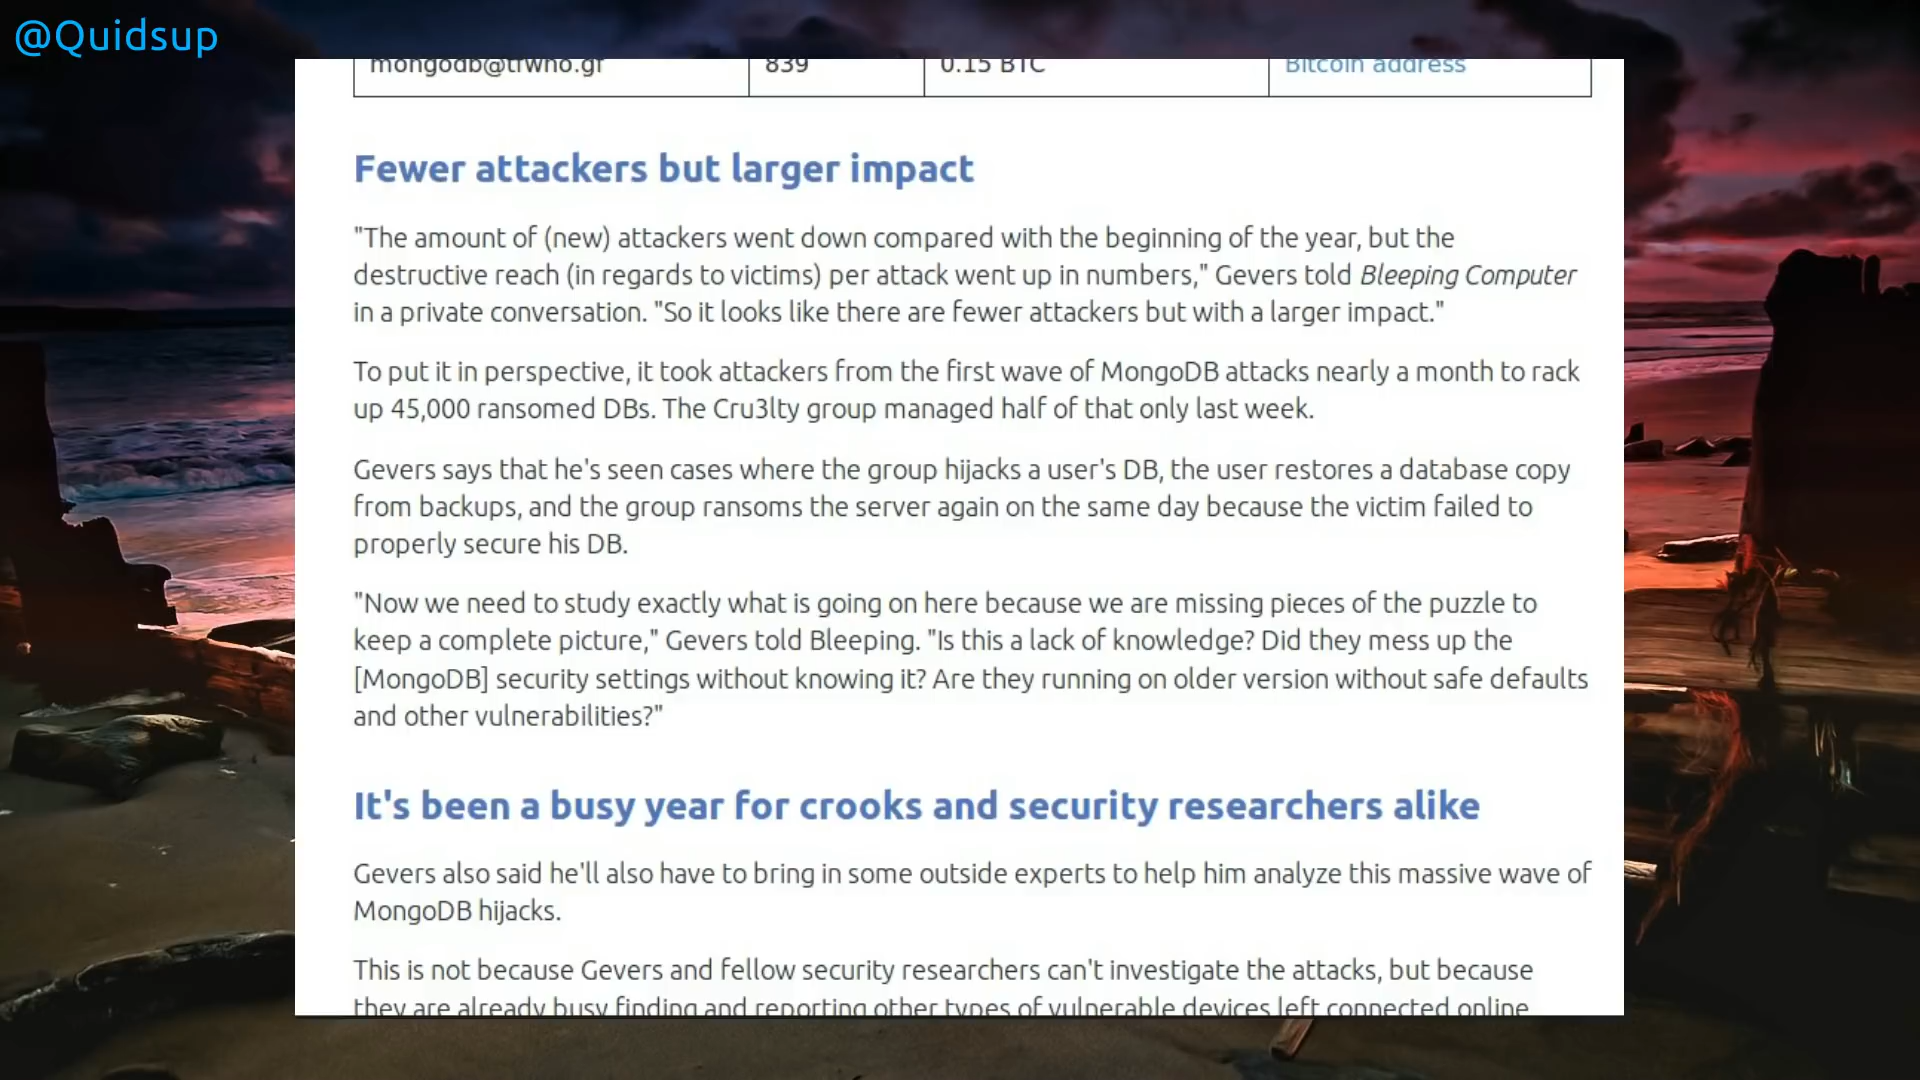 @Quidsup
mongodb@tfwno.gf 839 0.15 BTC Bitcoin address
Fewer attackers but larger impact
"The amount of (new) attackers went down compared with the beginning of the year, but the
destructive reach (in regards to victims) per attack went up in numbers," Gevers told Bleeping Computer
in a private conversation. "So it looks like there are fewer attackers but with a larger impact."
To put it in perspective, it took attackers from the first wave of MongoDB attacks nearly a month to rack
up 45,000 ransomed DBs. The Cru3lty group managed half of that only last week.
Gevers says that he's seen cases where the group hijacks a user's DB, the user restores a database copy
from backups, and the group ransoms the server again on the same day because the victim failed to
properly secure his DB.
"Now we need to study exactly what is going on here because we are missing pieces of the puzzle to
keep a complete picture," Gevers told Bleeping. "Is this a lack of knowledge? Did they mess up the
[MongoDB] security settings without knowing it? Are they running on older version without safe defaults
and other vulnerabilities?"
It's been a busy year for crooks and security researchers alike
Gevers also said he'll also have to bring in some outside experts to help him analyze this massive wave of
MongoDB hijacks.
This is not because Gevers and fellow security researchers can't investigate the attacks, but because
they are already busy finding and reporting other types of vulnerable devices left connected online